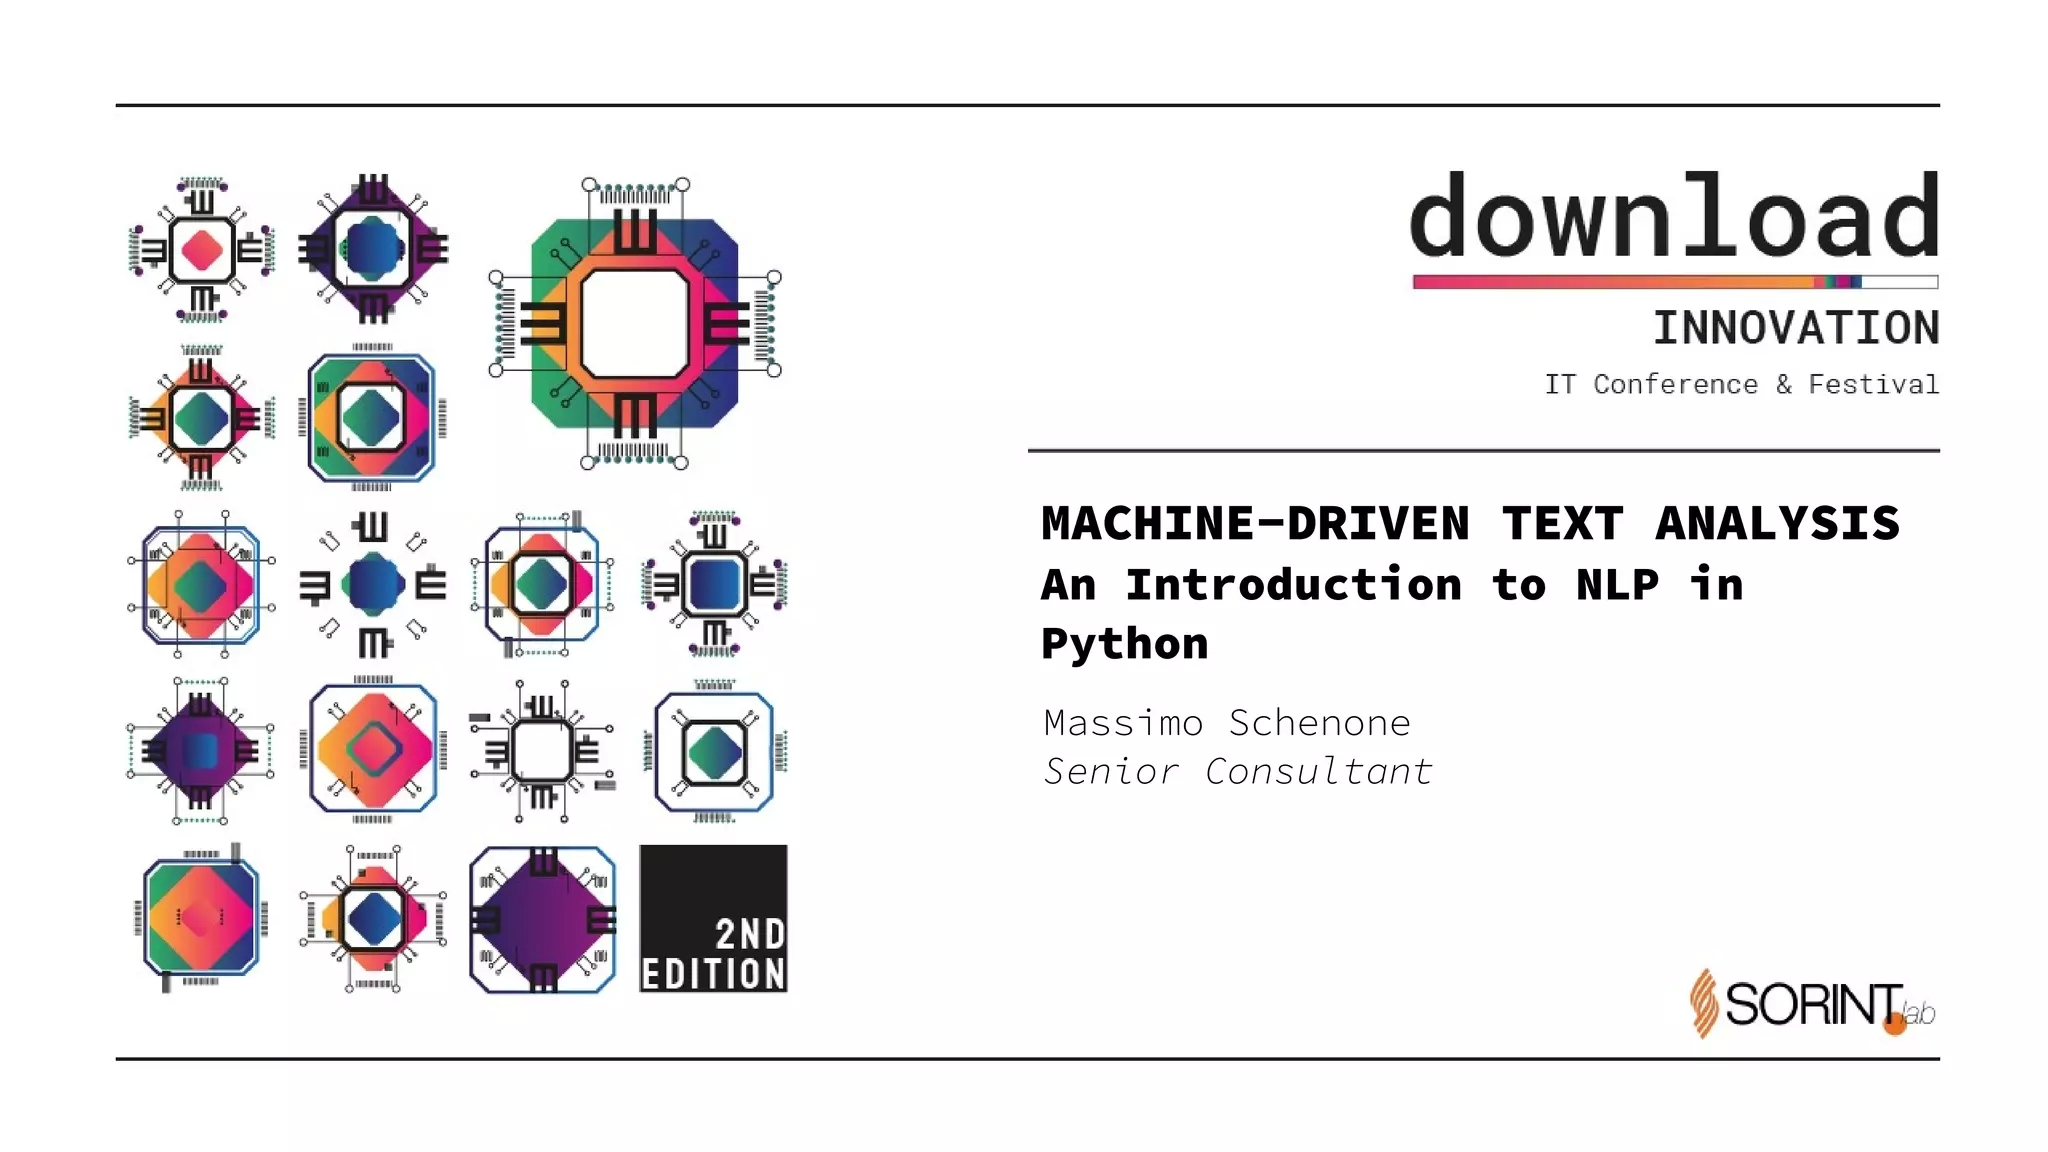 download
INNOVATION
IT Conference & Festival
MACHINE-DRIVEN TEXT ANALYSIS
An Introduction to NLP in
Python
Massimo Schenone
Senior Consultant
2ND
EDITION
SORINT.lab